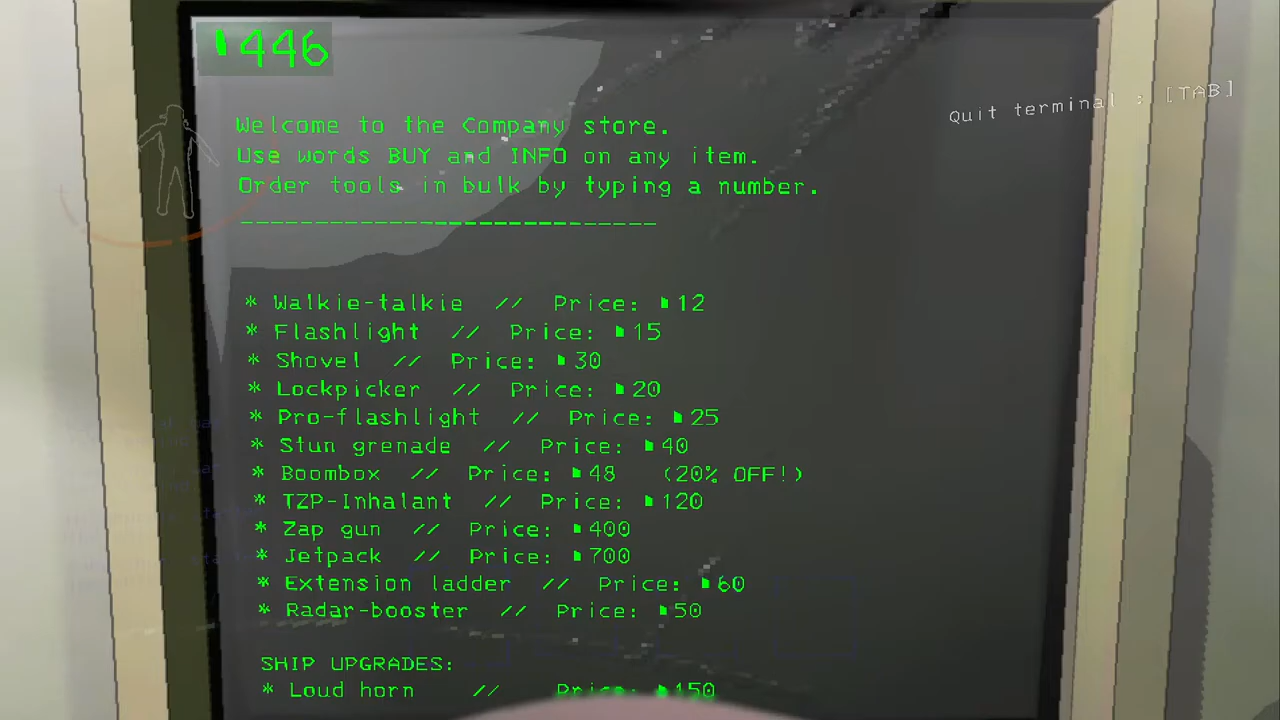 ▮446
Quit terminal : [TAB]
Welcome to the Company store.
Use words BUY and INFO on any item.
Order tools in bulk by typing a number.
----------------------------
* Walkie-talkie // Price: ▮12
* Flashlight // Price: ▮15
* Shovel // Price: ▮30
* Lockpicker // Price: ▮20
* Pro-flashlight // Price: ▮25
* Stun grenade // Price: ▮40
* Boombox // Price: ▮48 (20% OFF!)
* TZP-Inhalant // Price: ▮120
* Zap gun // Price: ▮400
* Jetpack // Price: ▮700
* Extension ladder // Price: ▮60
* Radar-booster // Price: ▮50
SHIP UPGRADES:
* Loud horn // Price: ▮150